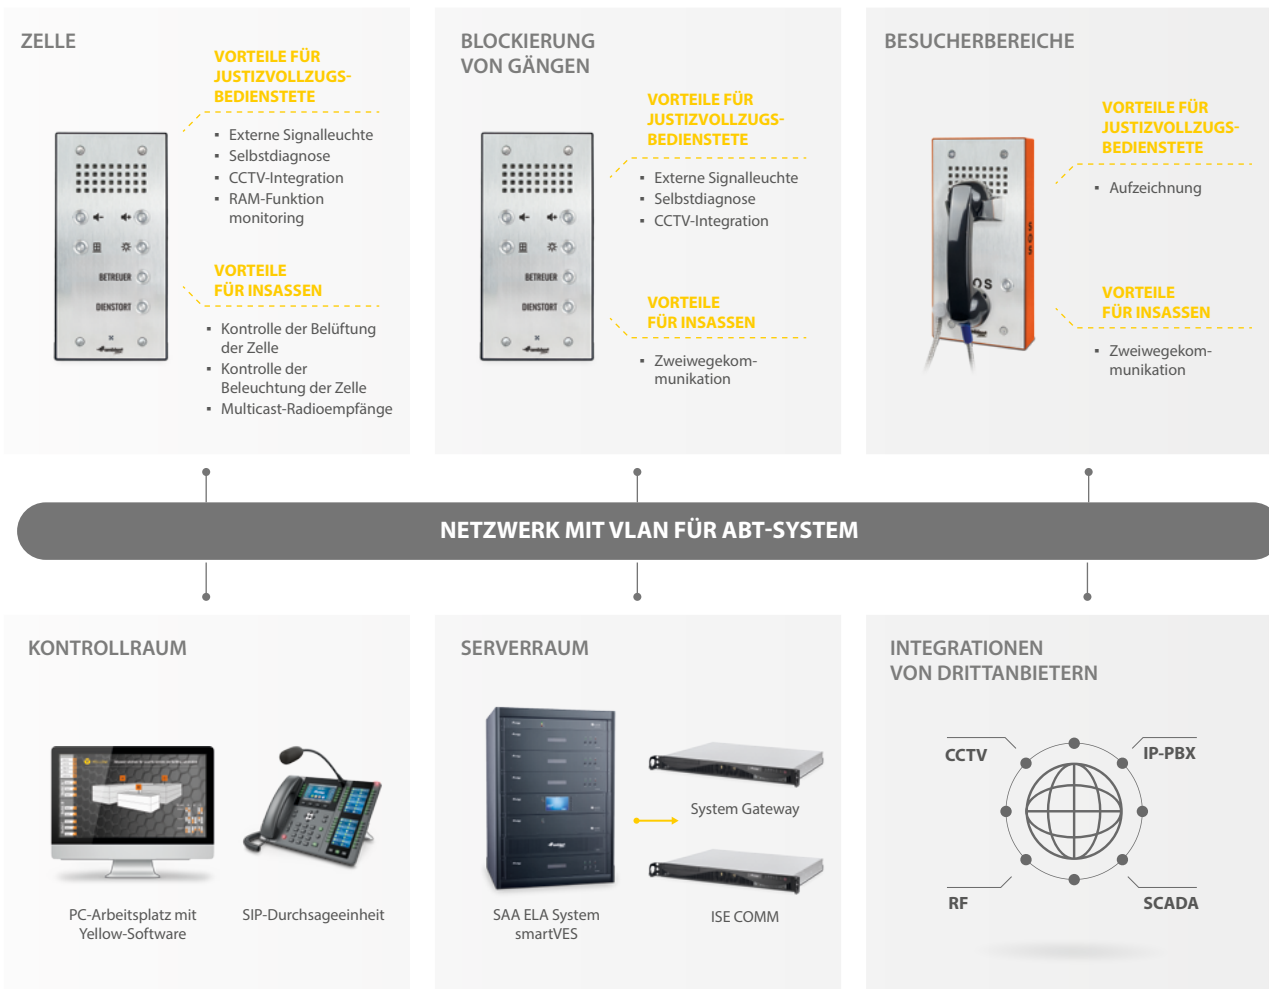 ZELLE
VORTEILE FÜR
JUSTIZVOLLZUGS-
BEDIENSTETE
▪ Externe Signalleuchte
▪ Selbstdiagnose
▪ CCTV-Integration
▪ RAM-Funktion
monitoring
BETREUER
DIENSTORT
VORTEILE
FÜR INSASSEN
▪ Kontrolle der Belüftung
der Zelle
▪ Kontrolle der
Beleuchtung der Zelle
▪ Multicast-Radioempfänge
BLOCKIERUNG
VON GÄNGEN
VORTEILE FÜR
JUSTIZVOLLZUGS-
BEDIENSTETE
▪ Externe Signalleuchte
▪ Selbstdiagnose
▪ CCTV-Integration
BETREUER
DIENSTORT
VORTEILE
FÜR INSASSEN
▪ Zweiwegekom-
munikation
BESUCHERBEREICHE
VORTEILE FÜR
JUSTIZVOLLZUGS-
BEDIENSTETE
▪ Aufzeichnung
SOS
OS
VORTEILE
FÜR INSASSEN
▪ Zweiwegekom-
munikation
NETZWERK MIT VLAN FÜR ABT-SYSTEM
KONTROLLRAUM
PC-Arbeitsplatz mit
Yellow-Software
SIP-Durchsageeinheit
SERVERRAUM
SAA ELA System
smartVES
System Gateway
ISE COMM
INTEGRATIONEN
VON DRITTANBIETERN
CCTV
IP-PBX
RF
SCADA